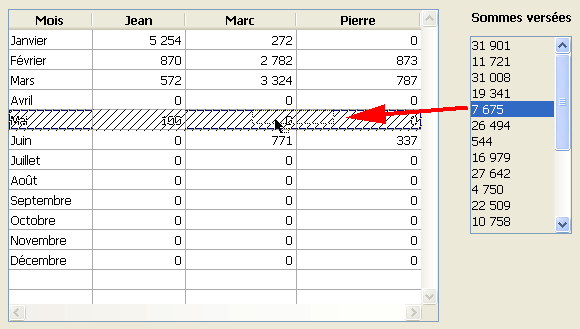 Mois Jean Marc Pierre
Janvier 5 254 272 0
Février 870 2 782 873
Mars 572 3 324 787
Avril 0 0 0
Mai 100 0 0
Juin 0 771 337
Juillet 0 0 0
Août 0 0 0
Septembre 0 0 0
Octobre 0 0 0
Novembre 0 0 0
Décembre 0 0 0
Sommes versées
31 901
11 721
31 008
19 341
7 675
26 494
544
16 979
27 642
4 750
22 509
10 758